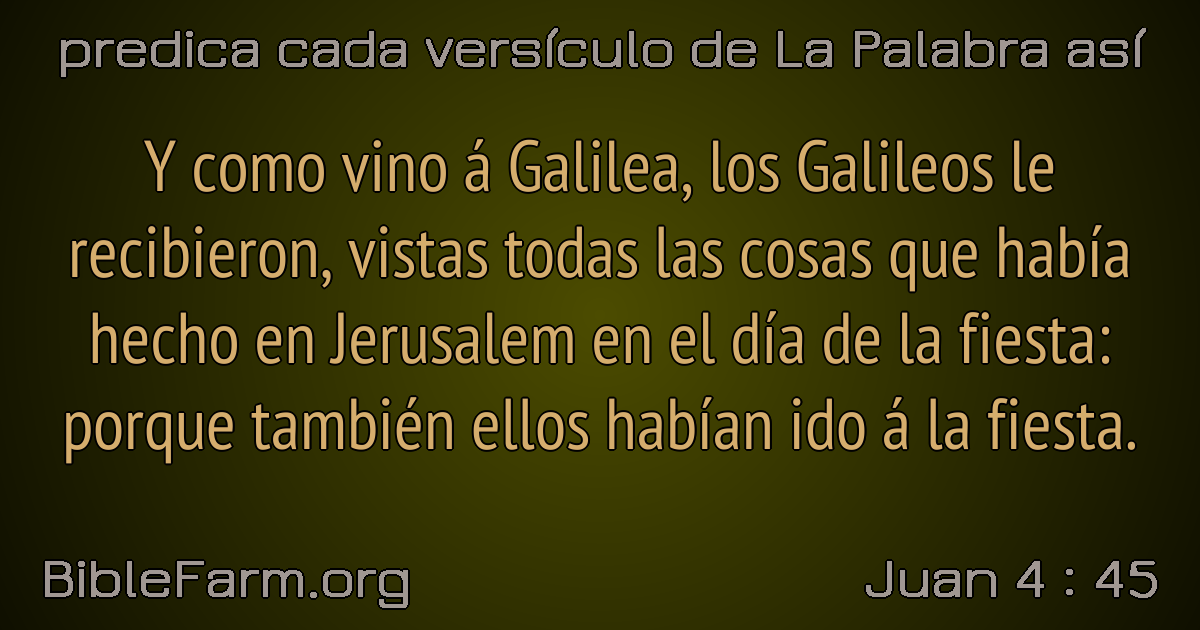 predica cada versículo de La Palabra así
Y como vino á Galilea, los Galileos le
recibieron, vistas todas las cosas que había
hecho en Jerusalem en el día de la fiesta:
porque también ellos habían ido á la fiesta.
BibleFarm.org
Juan 4 : 45